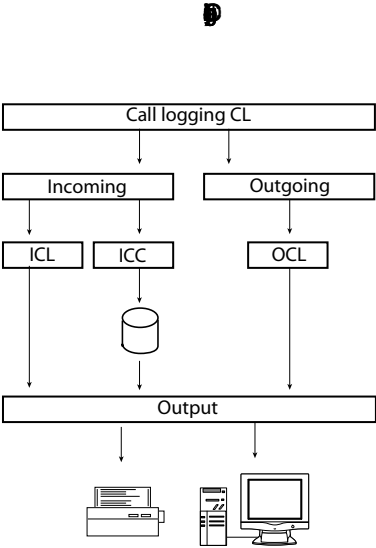 Call logging CL
Incoming
Outgoing
ICL
ICC
OCL
Output